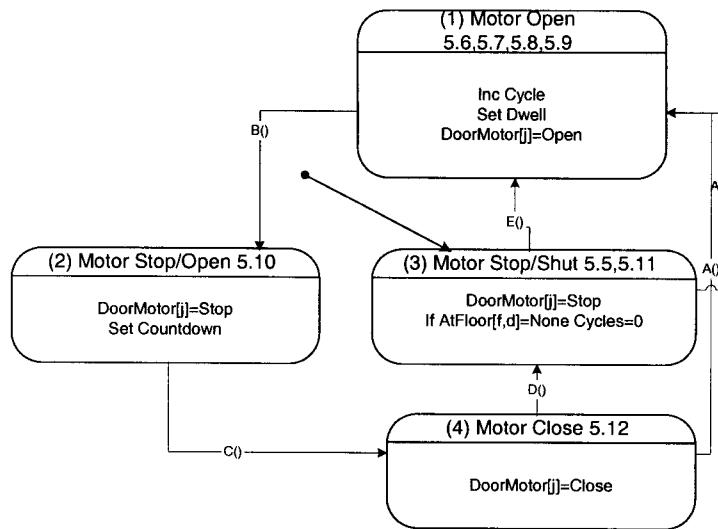 (1) Motor Open
5.6,5.7,5.8,5.9
Inc Cycle
Set Dwell
DoorMotor[j]=Open
B()
A
E()
A()
(2) Motor Stop/Open 5.10
DoorMotor[j]=Stop
Set Countdown
(3) Motor Stop/Shut 5.5,5.11
DoorMotor[j]=Stop
If AtFloor[f,d]=None Cycles=0
D()
(4) Motor Close 5.12
DoorMotor[j]=Close
C()